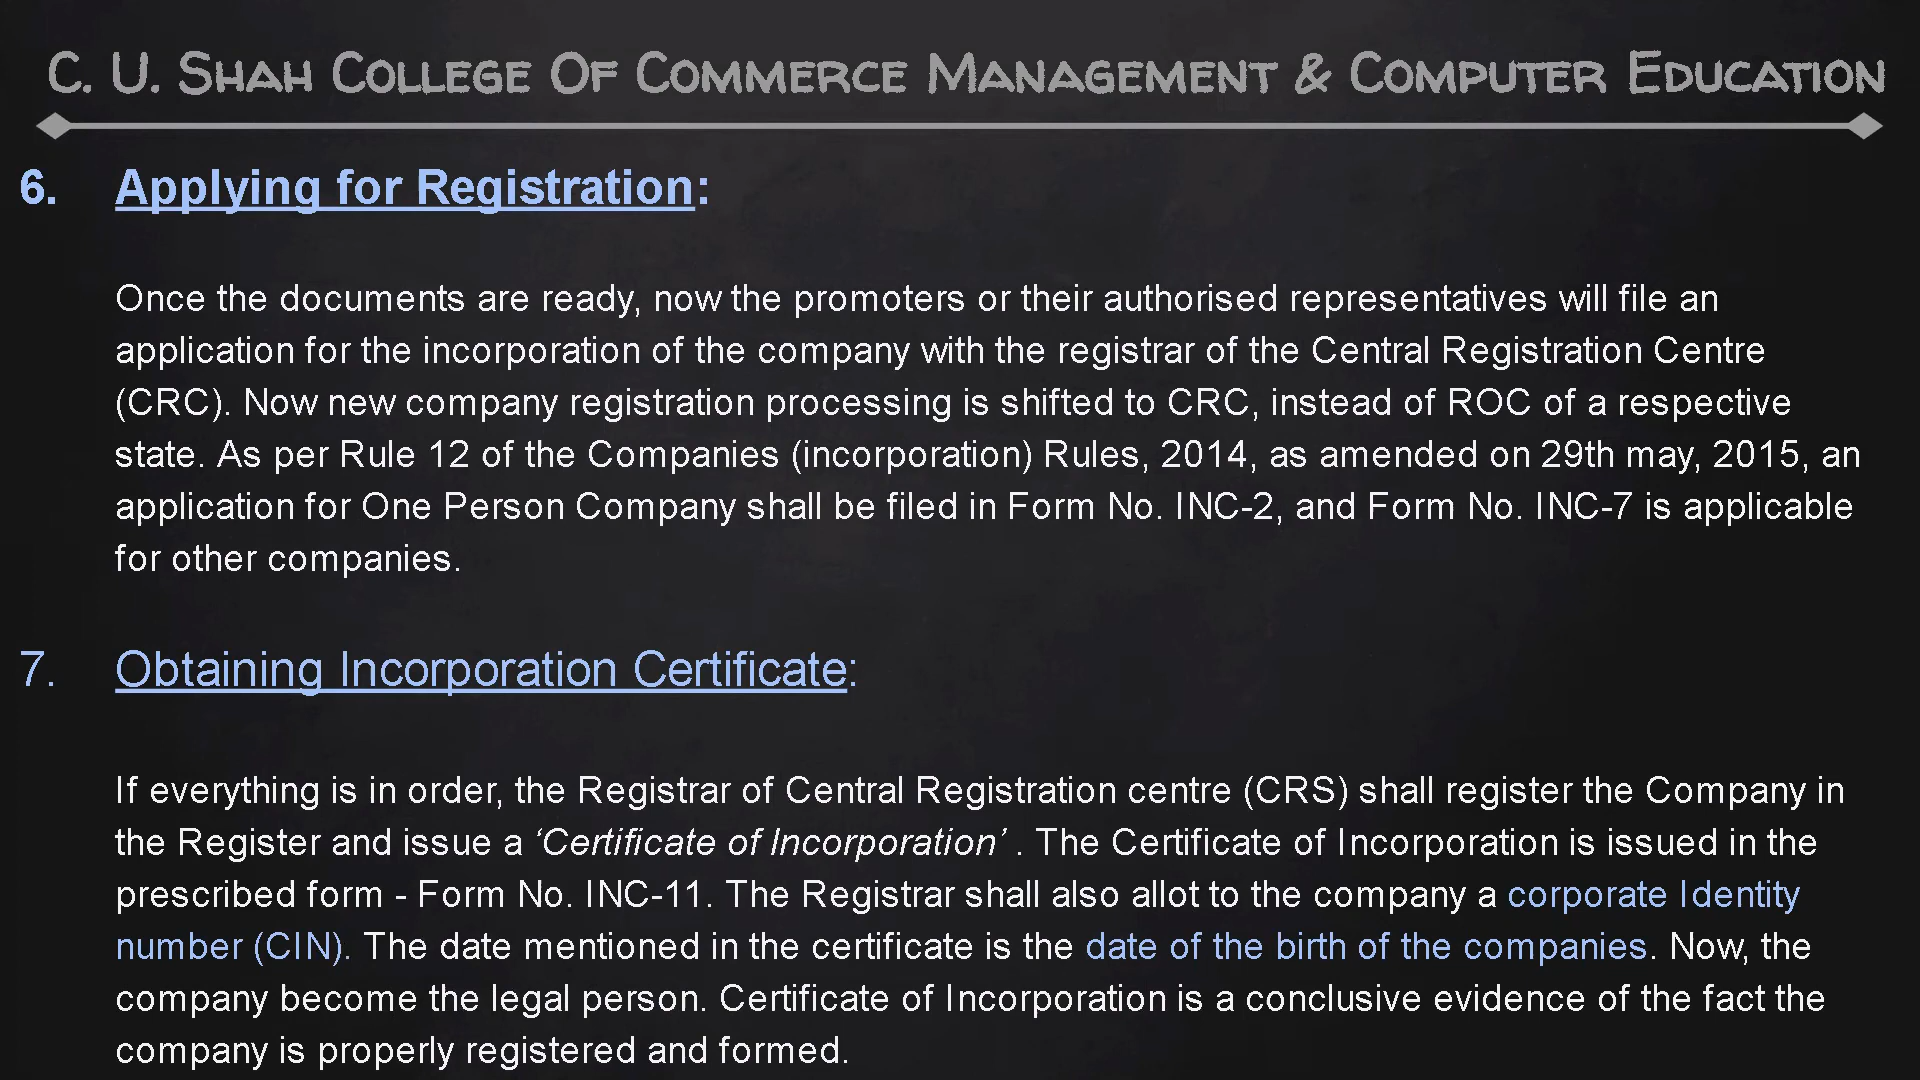 C. U. Shah College Of Commerce Management & Computer Education
6. Applying for Registration:
Once the documents are ready, now the promoters or their authorised representatives will file an
application for the incorporation of the company with the registrar of the Central Registration Centre
(CRC). Now new company registration processing is shifted to CRC, instead of ROC of a respective
state. As per Rule 12 of the Companies (incorporation) Rules, 2014, as amended on 29th may, 2015, an
application for One Person Company shall be filed in Form No. INC-2, and Form No. INC-7 is applicable
for other companies.
7. Obtaining Incorporation Certificate:
If everything is in order, the Registrar of Central Registration centre (CRS) shall register the Company in
the Register and issue a ‘Certificate of Incorporation’ . The Certificate of Incorporation is issued in the
prescribed form - Form No. INC-11. The Registrar shall also allot to the company a corporate Identity
number (CIN). The date mentioned in the certificate is the date of the birth of the companies. Now, the
company become the legal person. Certificate of Incorporation is a conclusive evidence of the fact the
company is properly registered and formed.